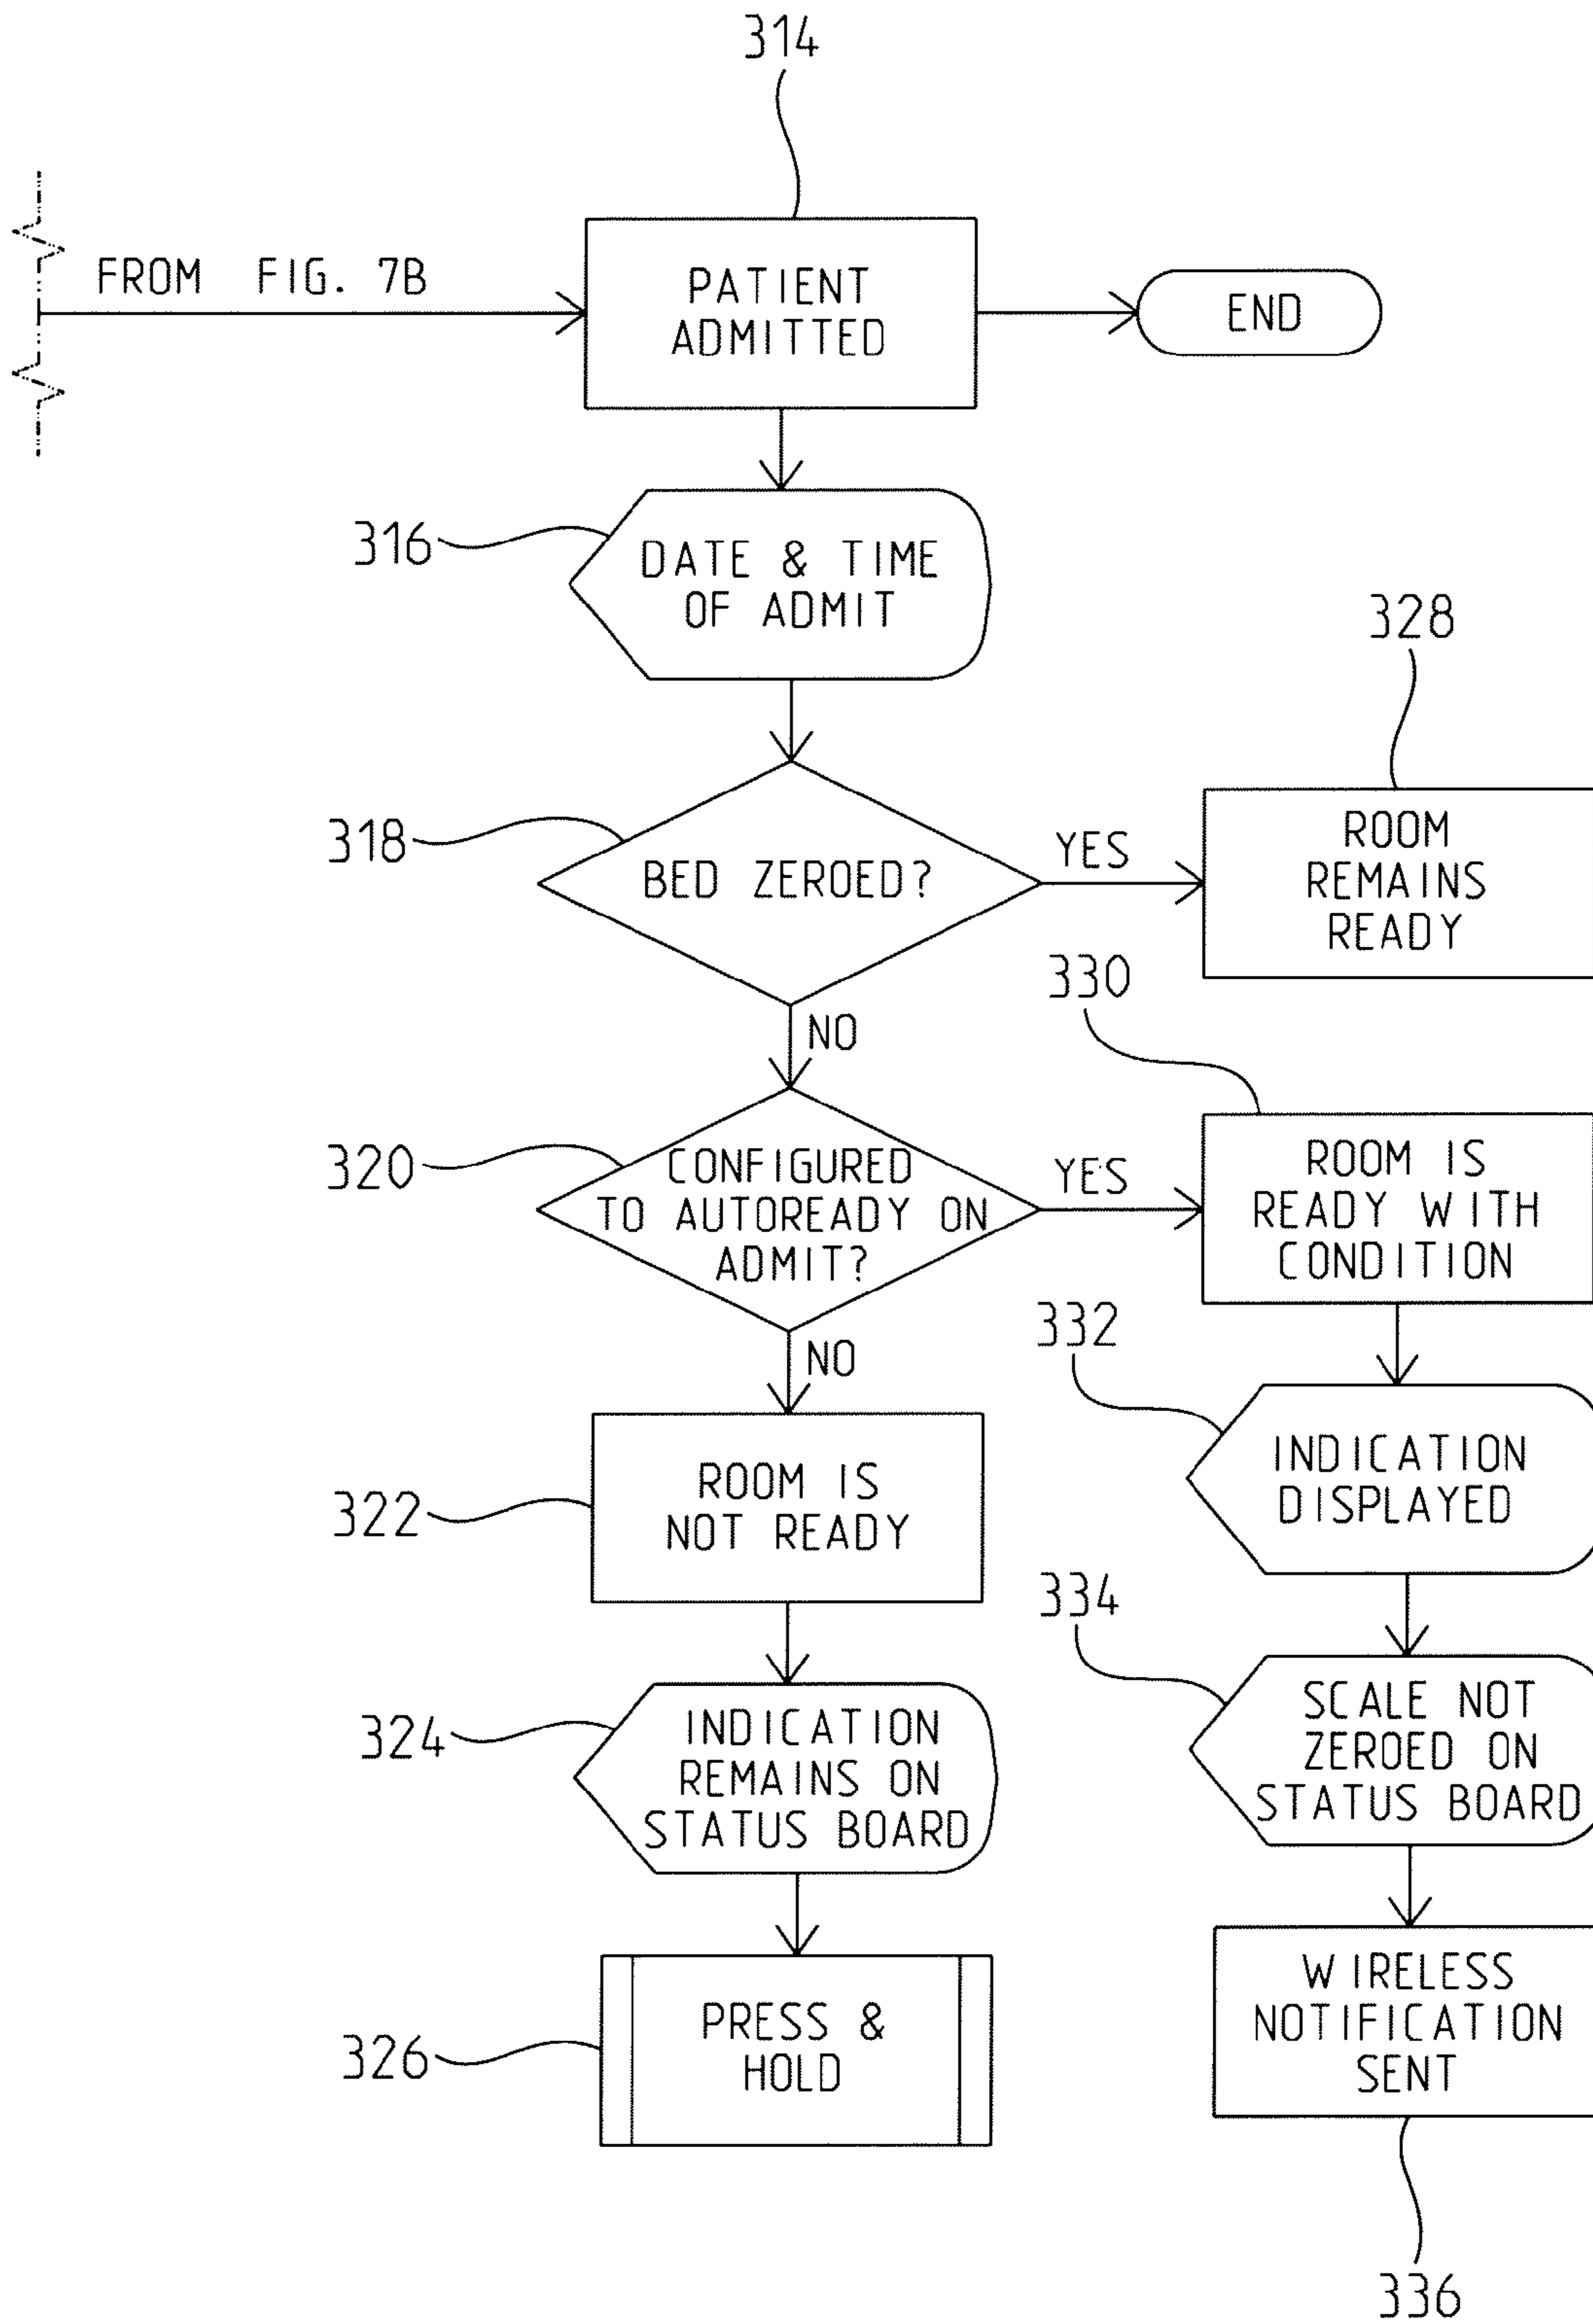 314
FROM FIG. 7B
PATIENT
ADMITTED
END
316
DATE & TIME
OF ADMIT
328
318
BED ZEROED?
YES
ROOM
REMAINS
READY
NO
330
320
CONFIGURED
TO AUTOREADY ON
ADMIT?
YES
ROOM IS
READY WITH
CONDITION
NO
332
322
ROOM IS
NOT READY
INDICATION
DISPLAYED
334
324
INDICATION
REMAINS ON
STATUS BOARD
SCALE NOT
ZEROED ON
STATUS BOARD
326
PRESS &
HOLD
WIRELESS
NOTIFICATION
SENT
336